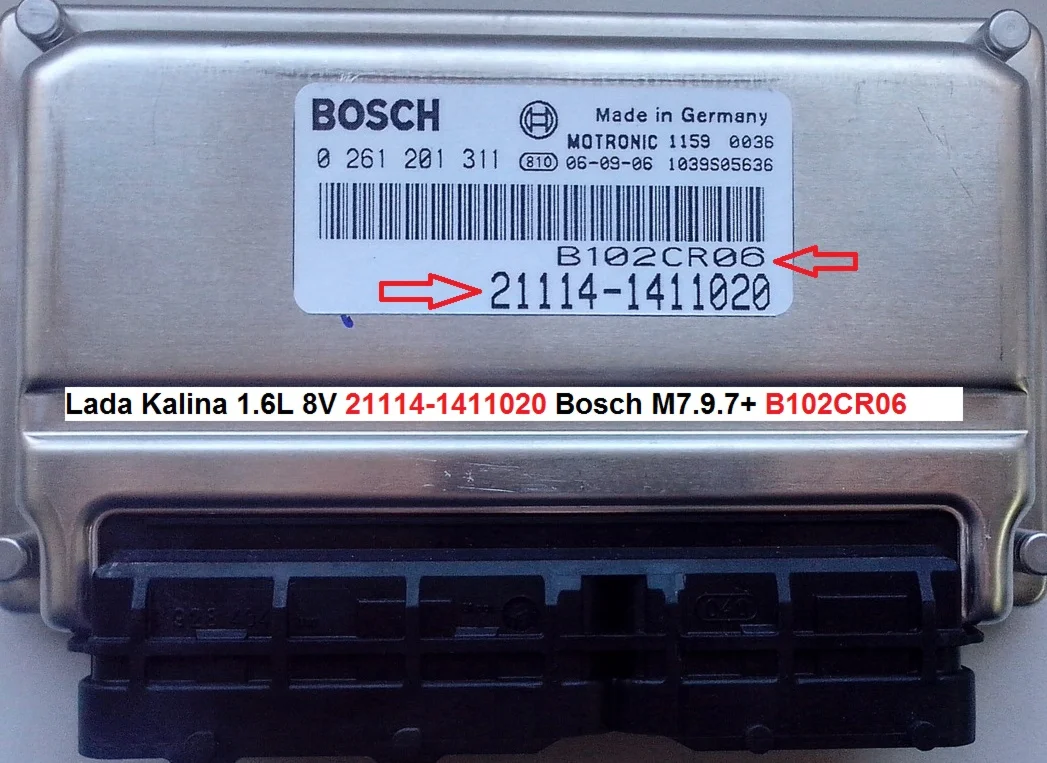 BOSCH
Made in Germany
MOTRONIC 1159 0036
0 261 201 311 810 06-09-06 1039S05636
B102CR06
21114-1411020
Lada Kalina 1.6L 8V 21114-1411020 Bosch M7.9.7+ B102CR06